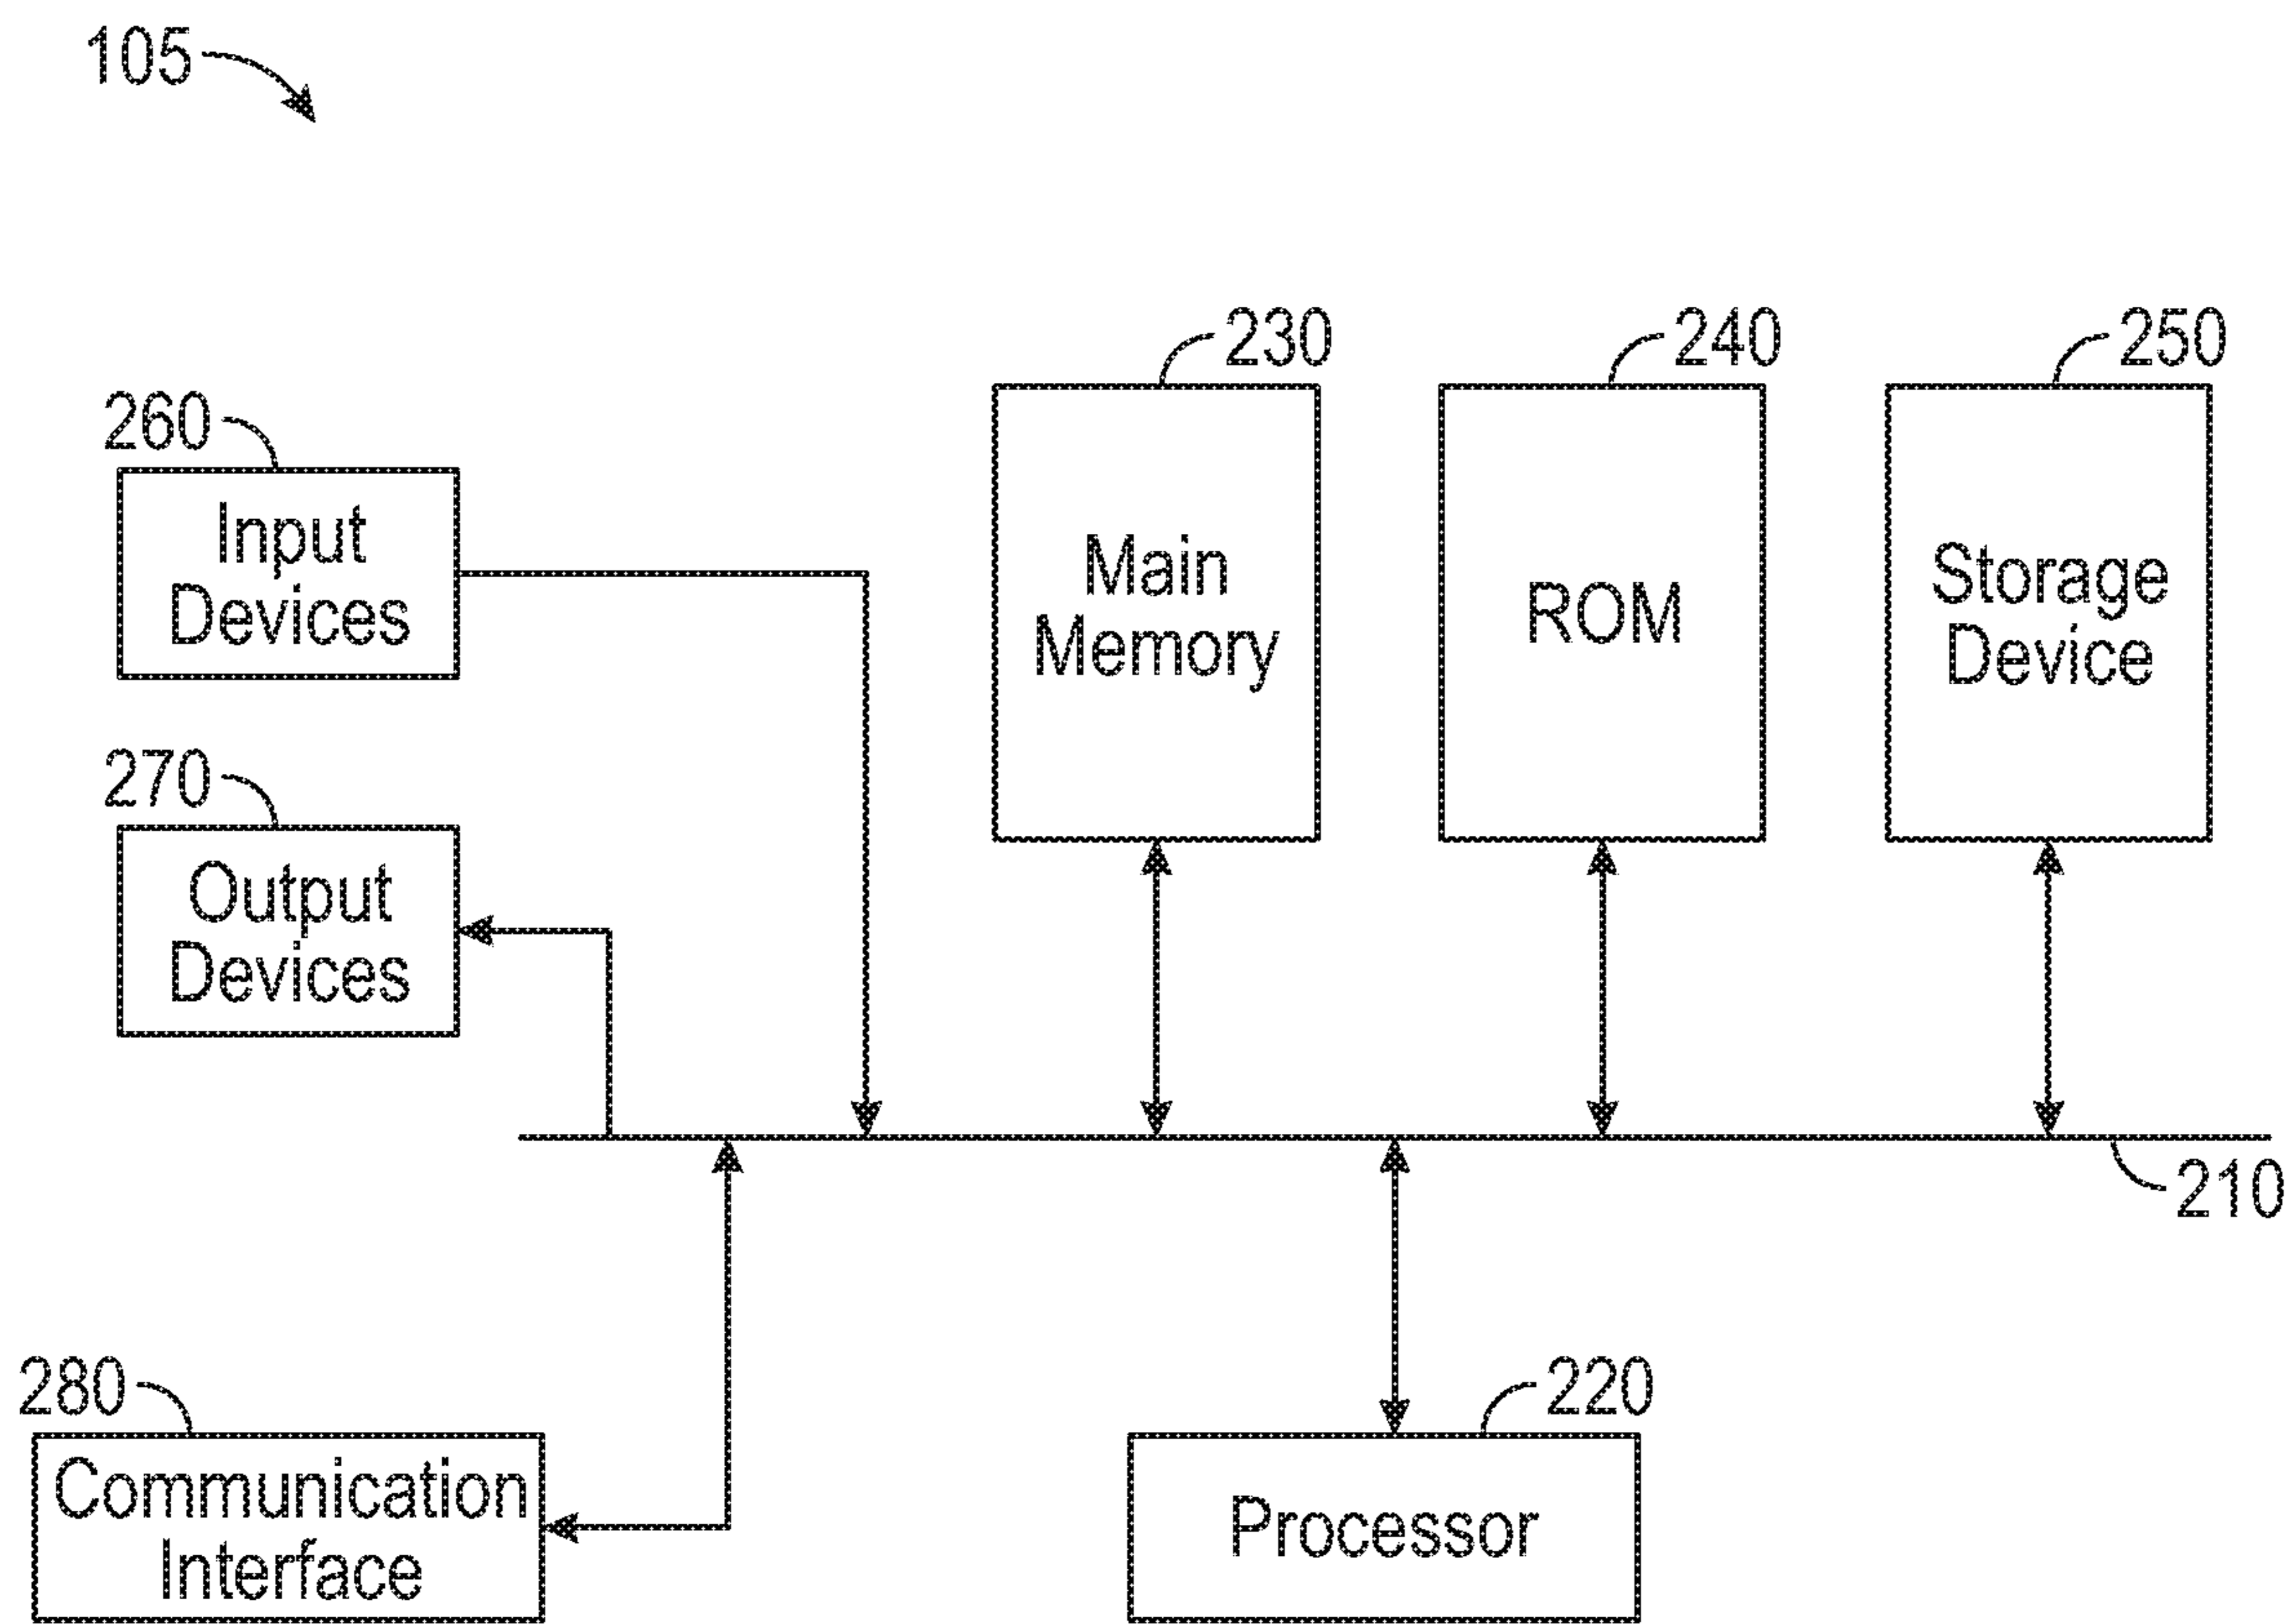 105
230
240
250
260
Input
Devices
Main
Memory
ROM
Storage
Device
270
Output
Devices
210
280
Communication
Interface
220
Processor